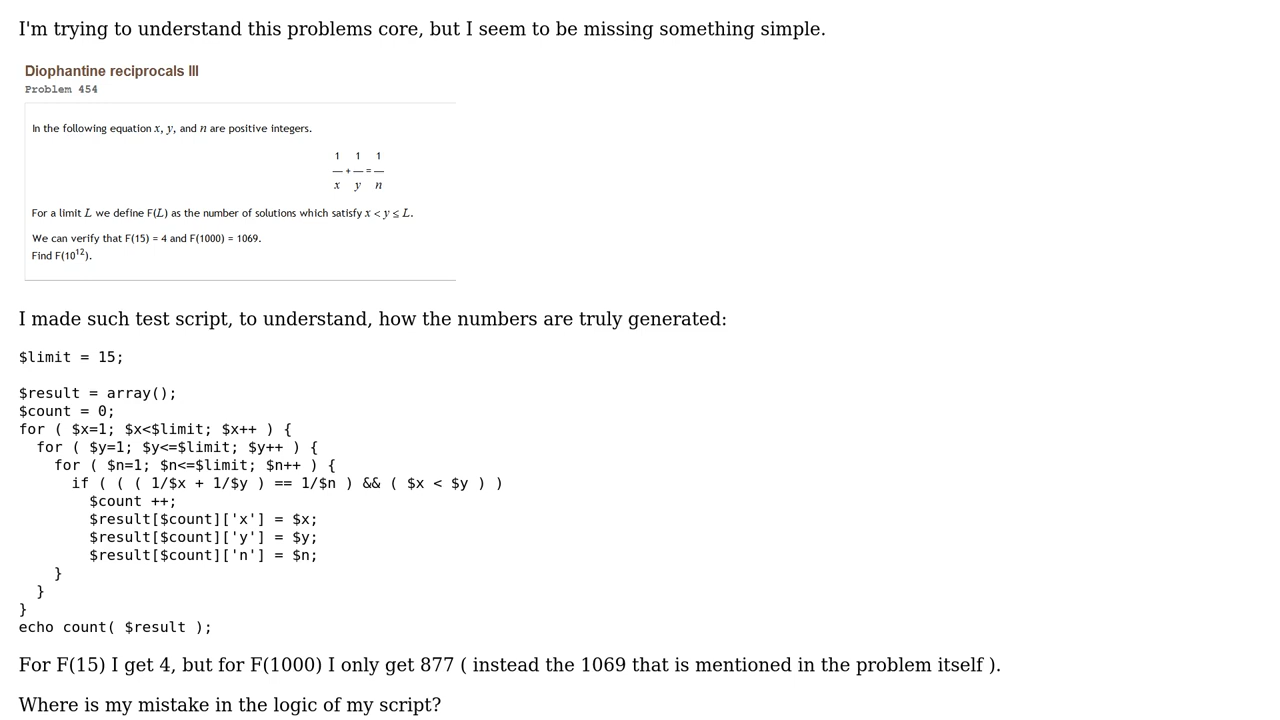 I'm trying to understand this problems core, but I seem to be missing something simple.
Diophantine reciprocals III
Problem 454
In the following equation x, y, and n are positive integers.
1 1 1
— + — = —
x y n
For a limit L we define F(L) as the number of solutions which satisfy x < y ≤ L.
We can verify that F(15) = 4 and F(1000) = 1069.
Find F(10¹²).
I made such test script, to understand, how the numbers are truly generated:
$limit = 15;
$result = array();
$count = 0;
for ( $x=1; $x<$limit; $x++ ) {
for ( $y=1; $y<=$limit; $y++ ) {
for ( $n=1; $n<=$limit; $n++ ) {
if ( ( ( 1/$x + 1/$y ) == 1/$n ) && ( $x < $y ) )
$count ++;
$result[$count]['x'] = $x;
$result[$count]['y'] = $y;
$result[$count]['n'] = $n;
}
}
}
echo count( $result );
For F(15) I get 4, but for F(1000) I only get 877 ( instead the 1069 that is mentioned in the problem itself ).
Where is my mistake in the logic of my script?